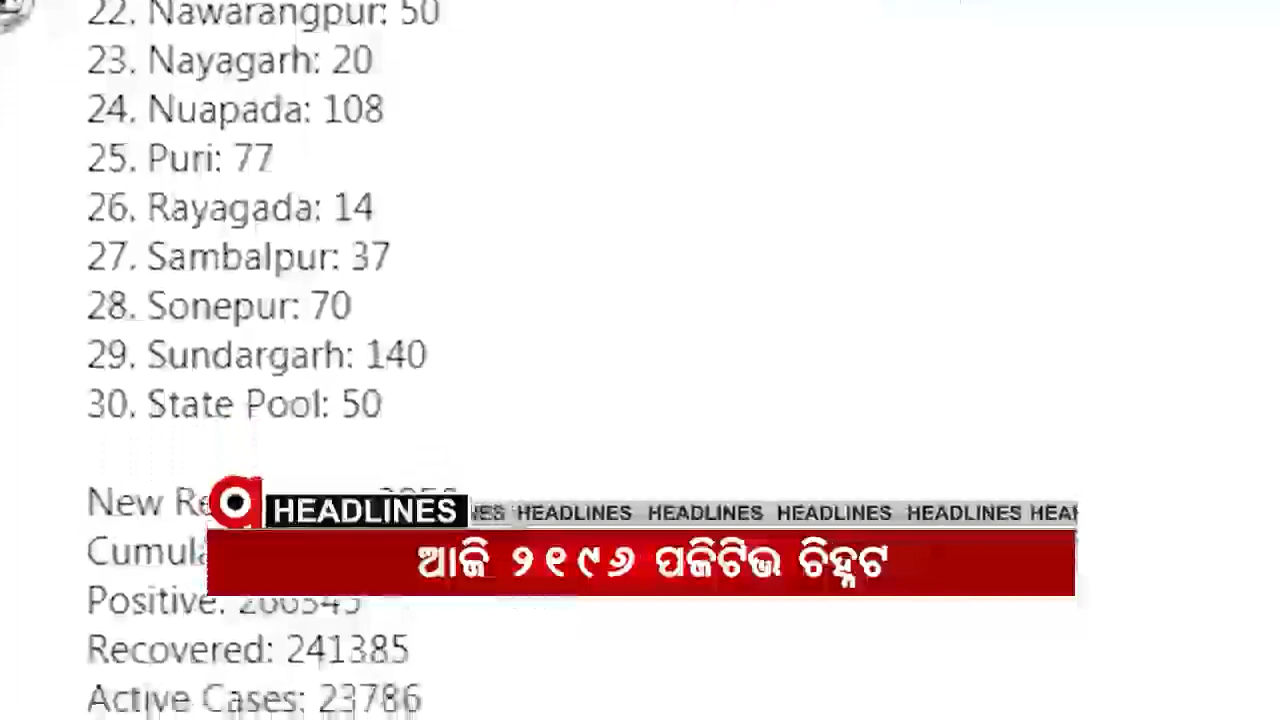 22. Nawarangpur: 50
23. Nayagarh: 20
24. Nuapada: 108
25. Puri: 77
26. Rayagada: 14
27. Sambalpur: 37
28. Sonepur: 70
29. Sundargarh: 140
30. State Pool: 50
New
HEADLINES HEADLINES HEADLINES HEADLINES HEADLINES
ଆଜି ୨୧୯୬ ପଜିଟିଭ ଚିହ୍ନଟ
Positive:
Recovered: 241385
Active Cases: 23786